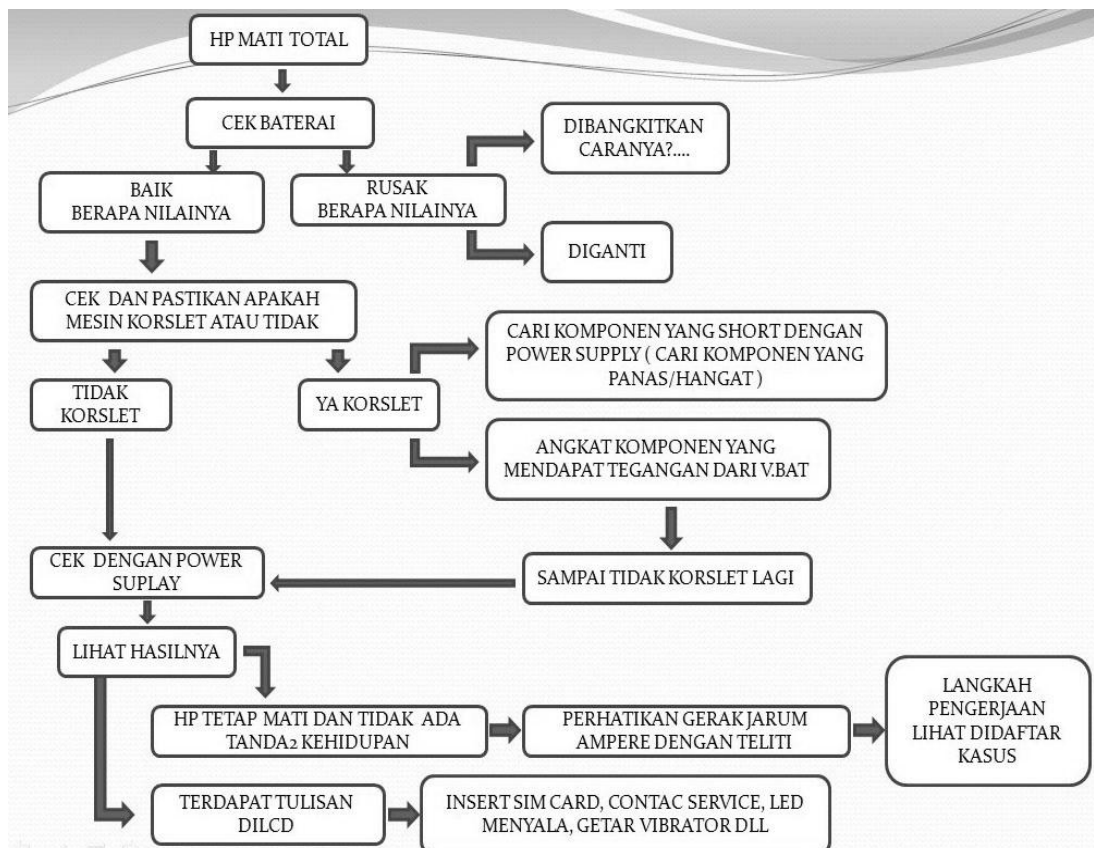 HP MATI TOTAL
CEK BATERAI
DIBANGKITKAN
CARANYA?....
BAIK
BERAPA NILAINYA
RUSAK
BERAPA NILAINYA
DIGANTI
CEK DAN PASTIKAN APAKAH
MESIN KORSLET ATAU TIDAK
CARI KOMPONEN YANG SHORT DENGAN
POWER SUPPLY ( CARI KOMPONEN YANG
PANAS/HANGAT )
TIDAK
KORSLET
YA KORSLET
ANGKAT KOMPONEN YANG
MENDAPAT TEGANGAN DARI V.BAT
CEK DENGAN POWER
SUPLAY
SAMPAI TIDAK KORSLET LAGI
LIHAT HASILNYA
HP TETAP MATI DAN TIDAK ADA
TANDA2 KEHIDUPAN
PERHATIKAN GERAK JARUM
AMPERE DENGAN TELITI
LANGKAH
PENGERJAAN
LIHAT DIDAFTAR
KASUS
TERDAPAT TULISAN
DILCD
INSERT SIM CARD, CONTAC SERVICE, LED
MENYALA, GETAR VIBRATOR DLL